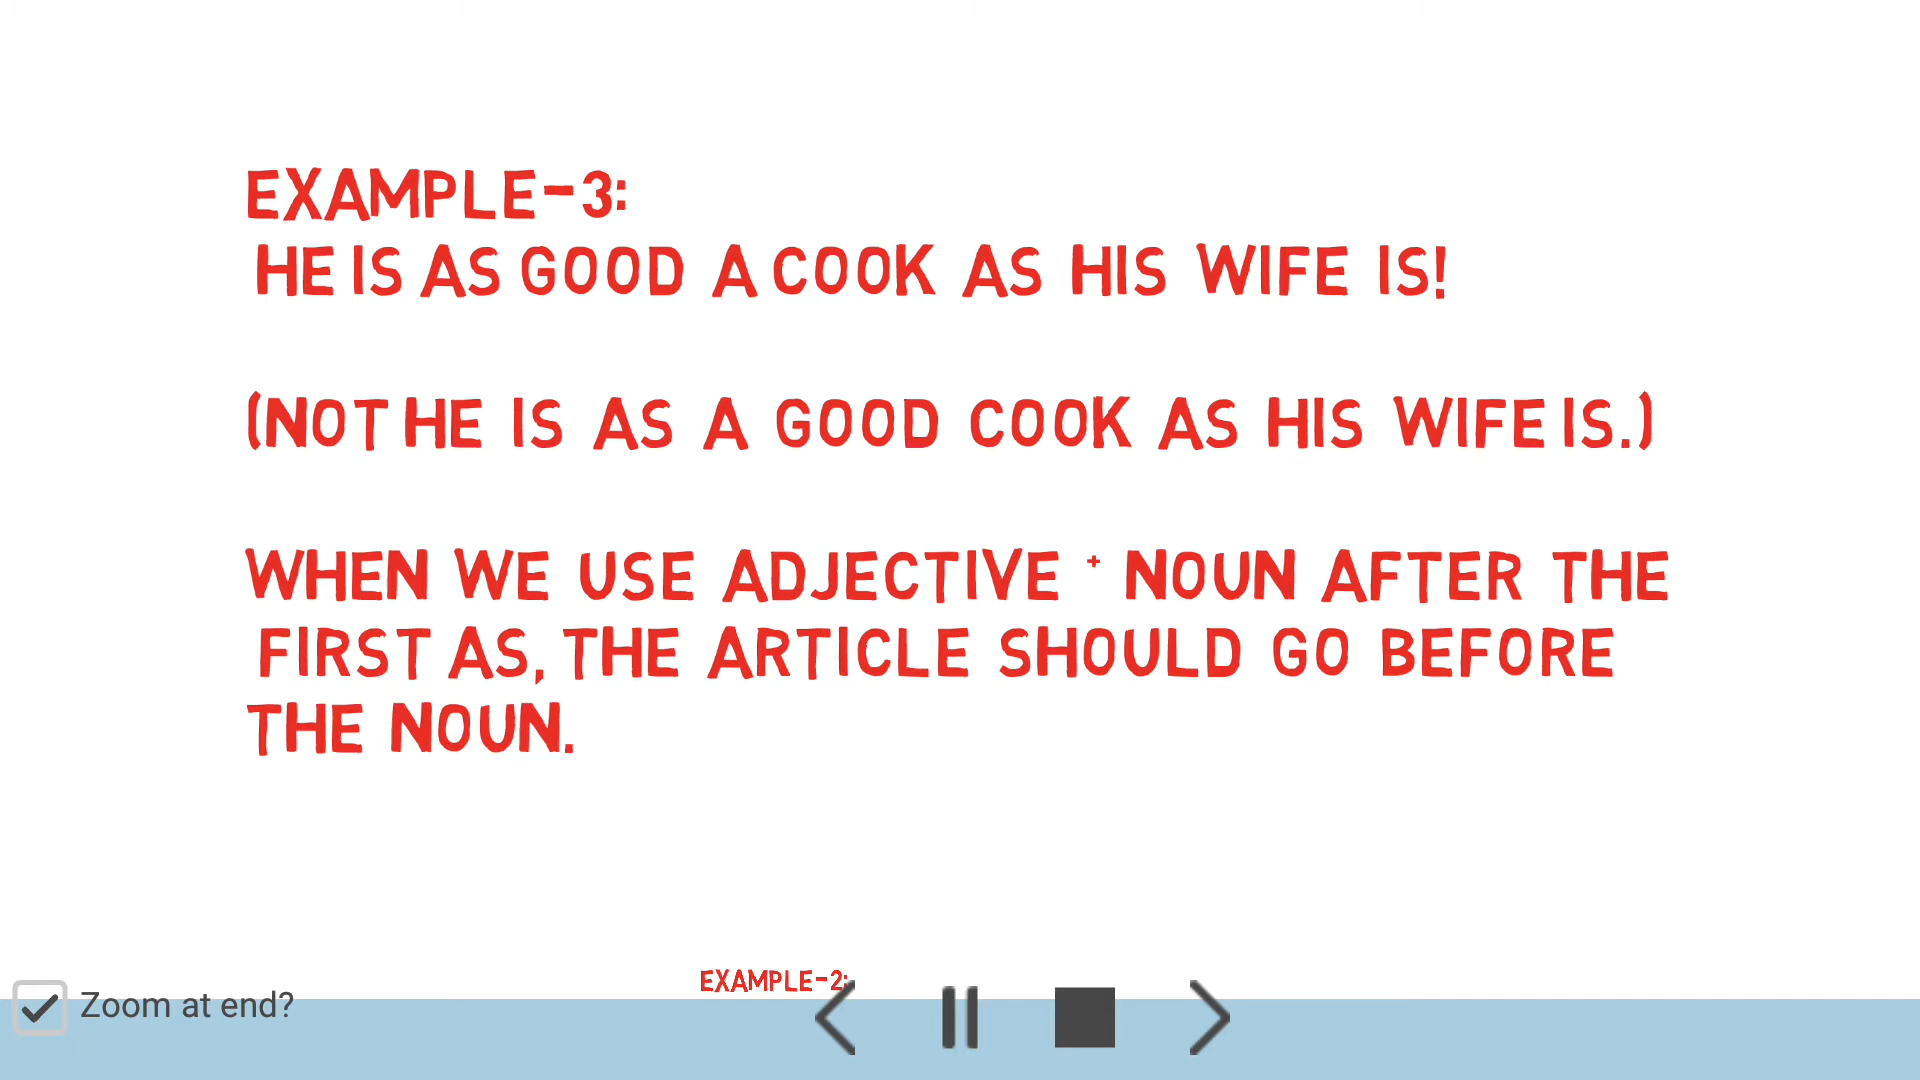 EXAMPLE-3:
HE IS AS GOOD A COOK AS HIS WIFE IS!
(NOT HE IS AS A GOOD COOK AS HIS WIFE IS.)
WHEN WE USE ADJECTIVE + NOUN AFTER THE
FIRST AS, THE ARTICLE SHOULD GO BEFORE
THE NOUN.
EXAMPLE-2:
Zoom at end?